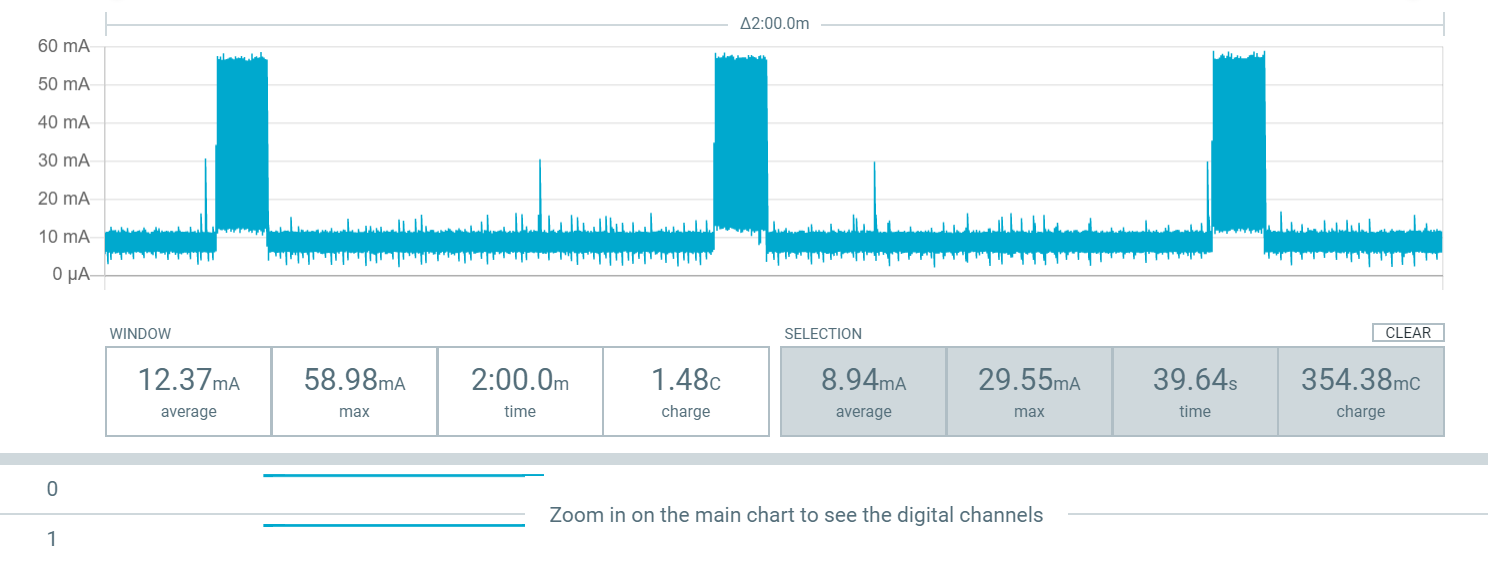 Δ2:00.0m
60 mA
50 mA
40 mA
30 mA
20 mA
10 mA
0 µA
WINDOW
12.37mA
average
58.98mA
max
2:00.0m
time
1.48C
charge
SELECTION
CLEAR
8.94mA
average
29.55mA
max
39.64s
time
354.38mC
charge
0
Zoom in on the main chart to see the digital channels
1